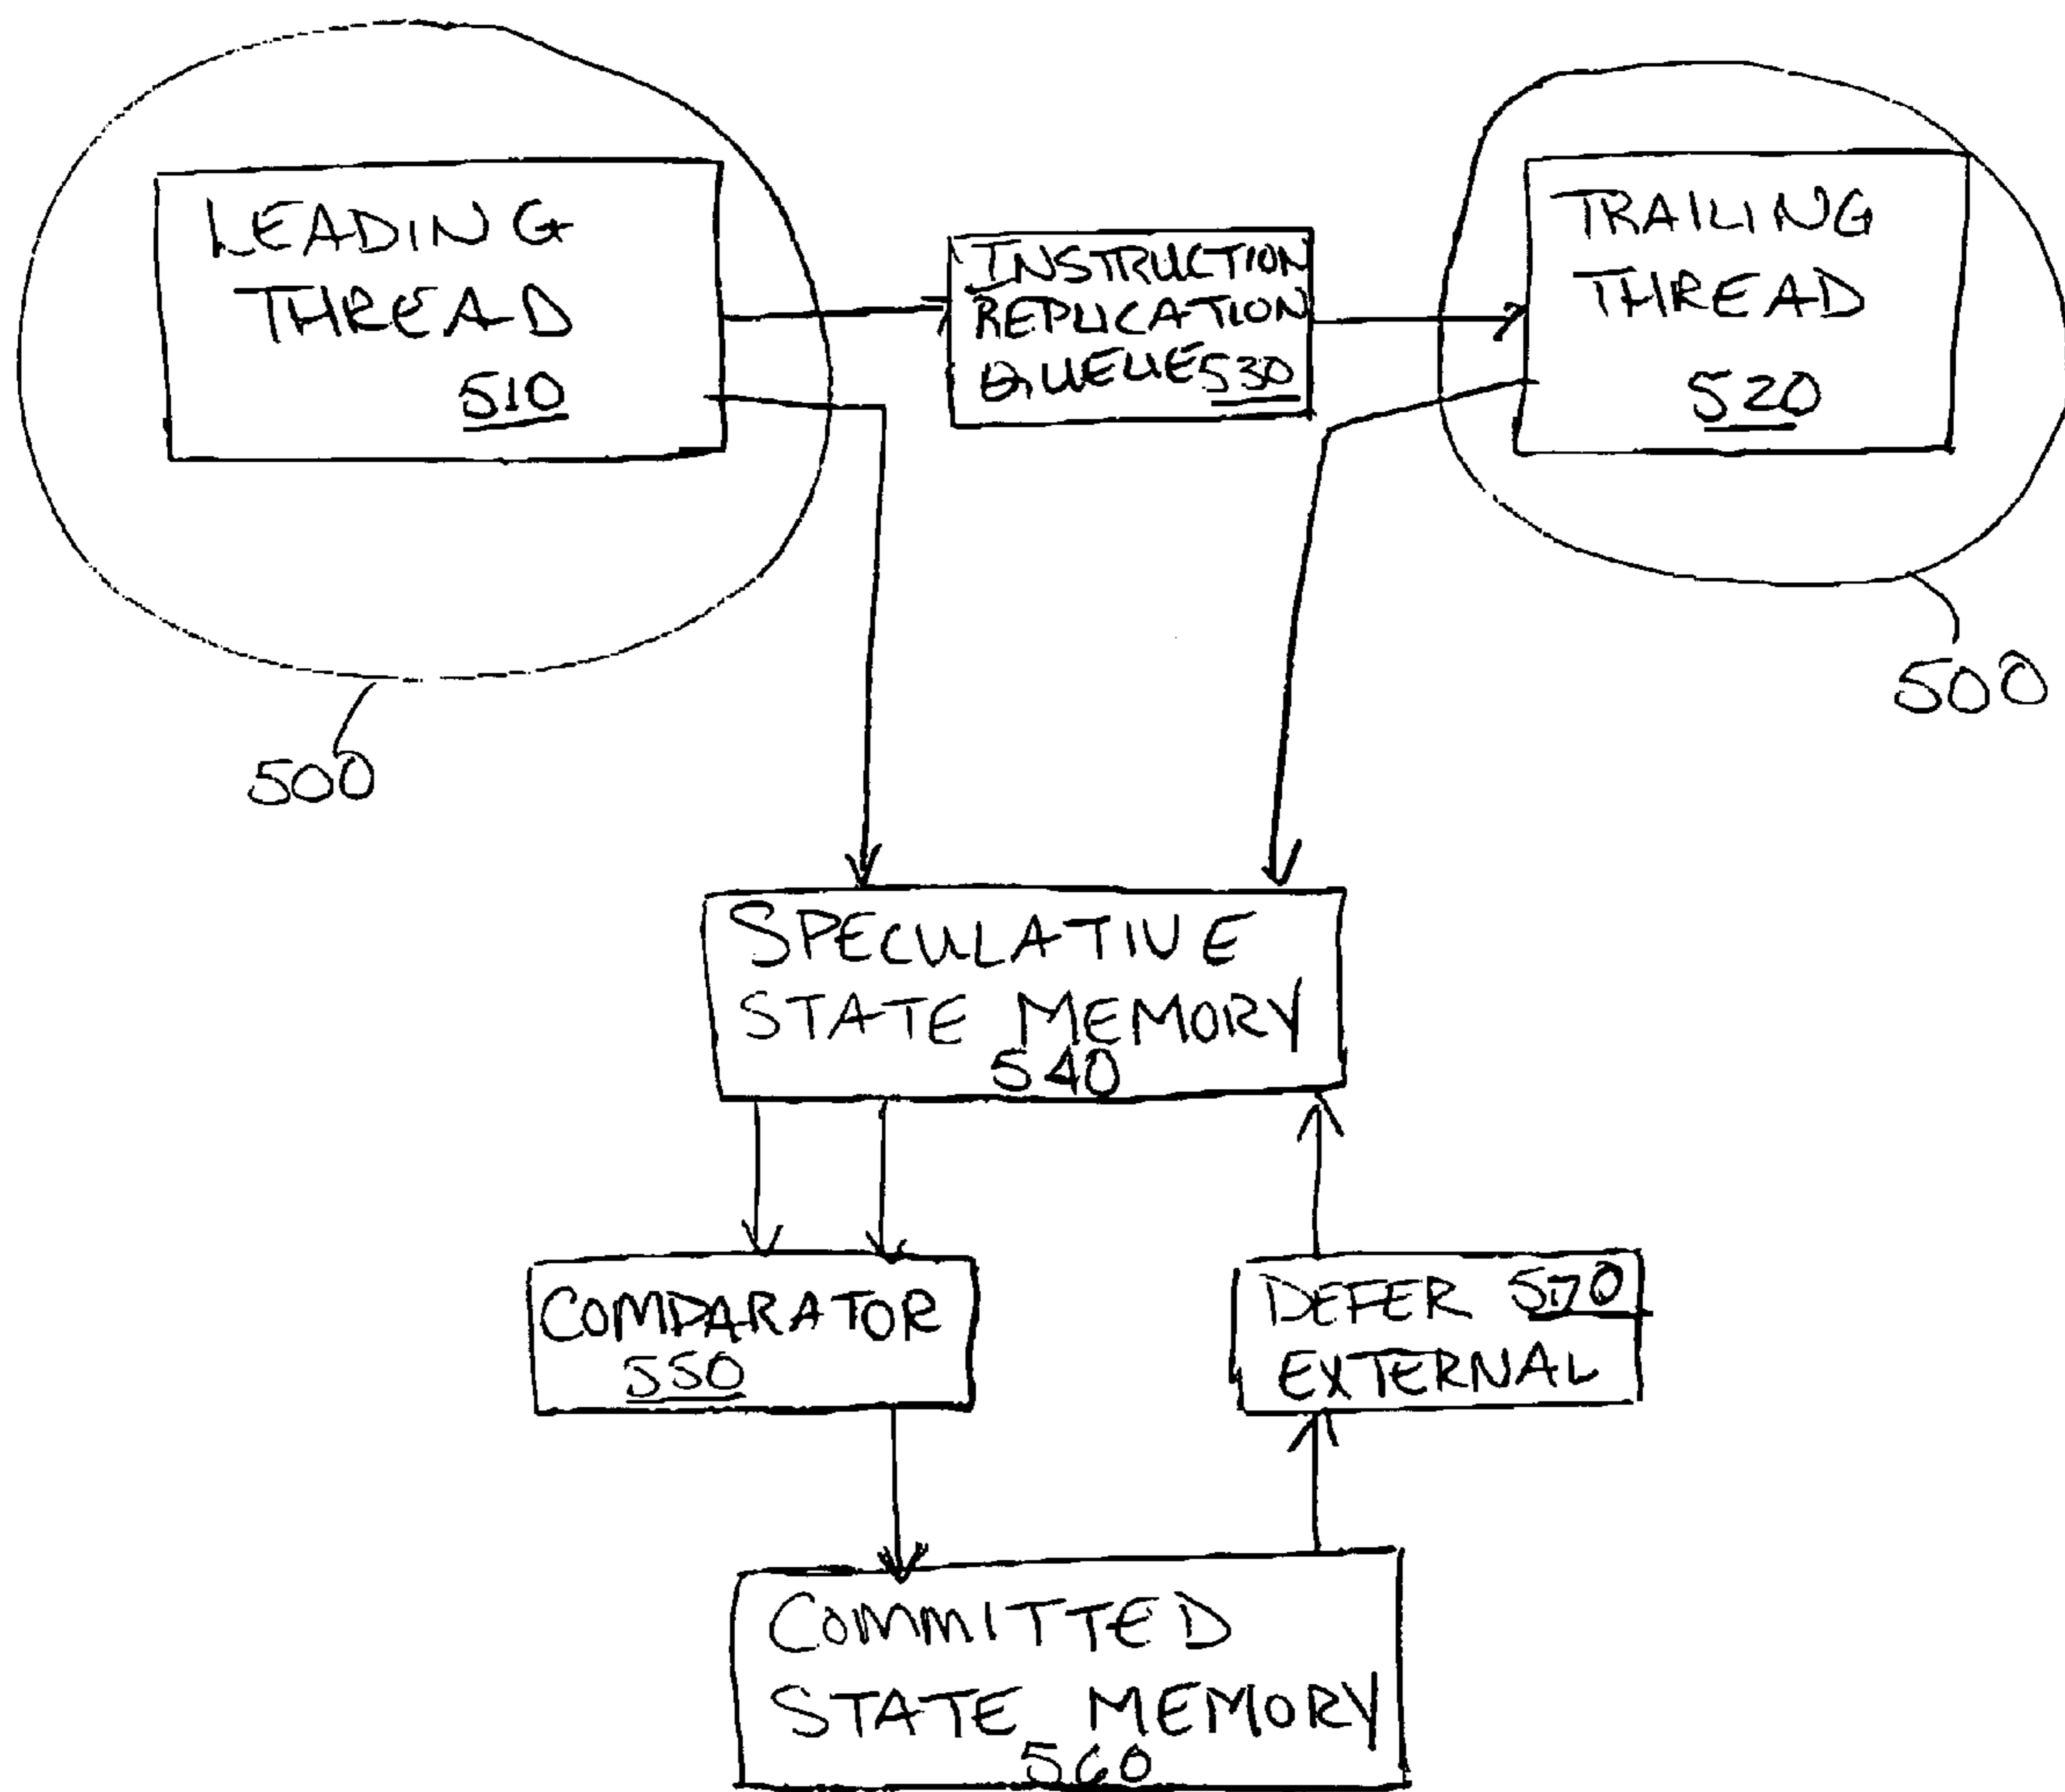 LEADING
THREAD
510
INSTRUCTION
REPLICATION
QUEUE 530
TRAILING
THREAD
520
500
500
SPECULATIVE
STATE MEMORY
540
COMPARATOR
550
DEFER 570
EXTERNAL
COMMITTED
STATE MEMORY
560